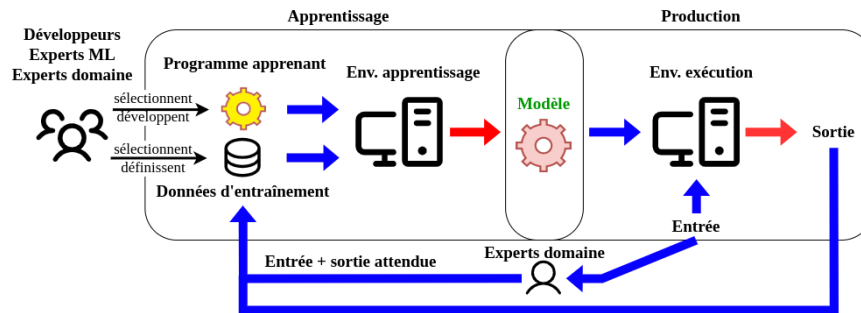 Apprentissage
Production
Développeurs
Experts ML
Experts domaine
Programme apprenant
Env. apprentissage
Env. exécution
sélectionnent
développent
Modèle
Sortie
sélectionnent
définissent
Données d'entraînement
Entrée
Experts domaine
Entrée + sortie attendue